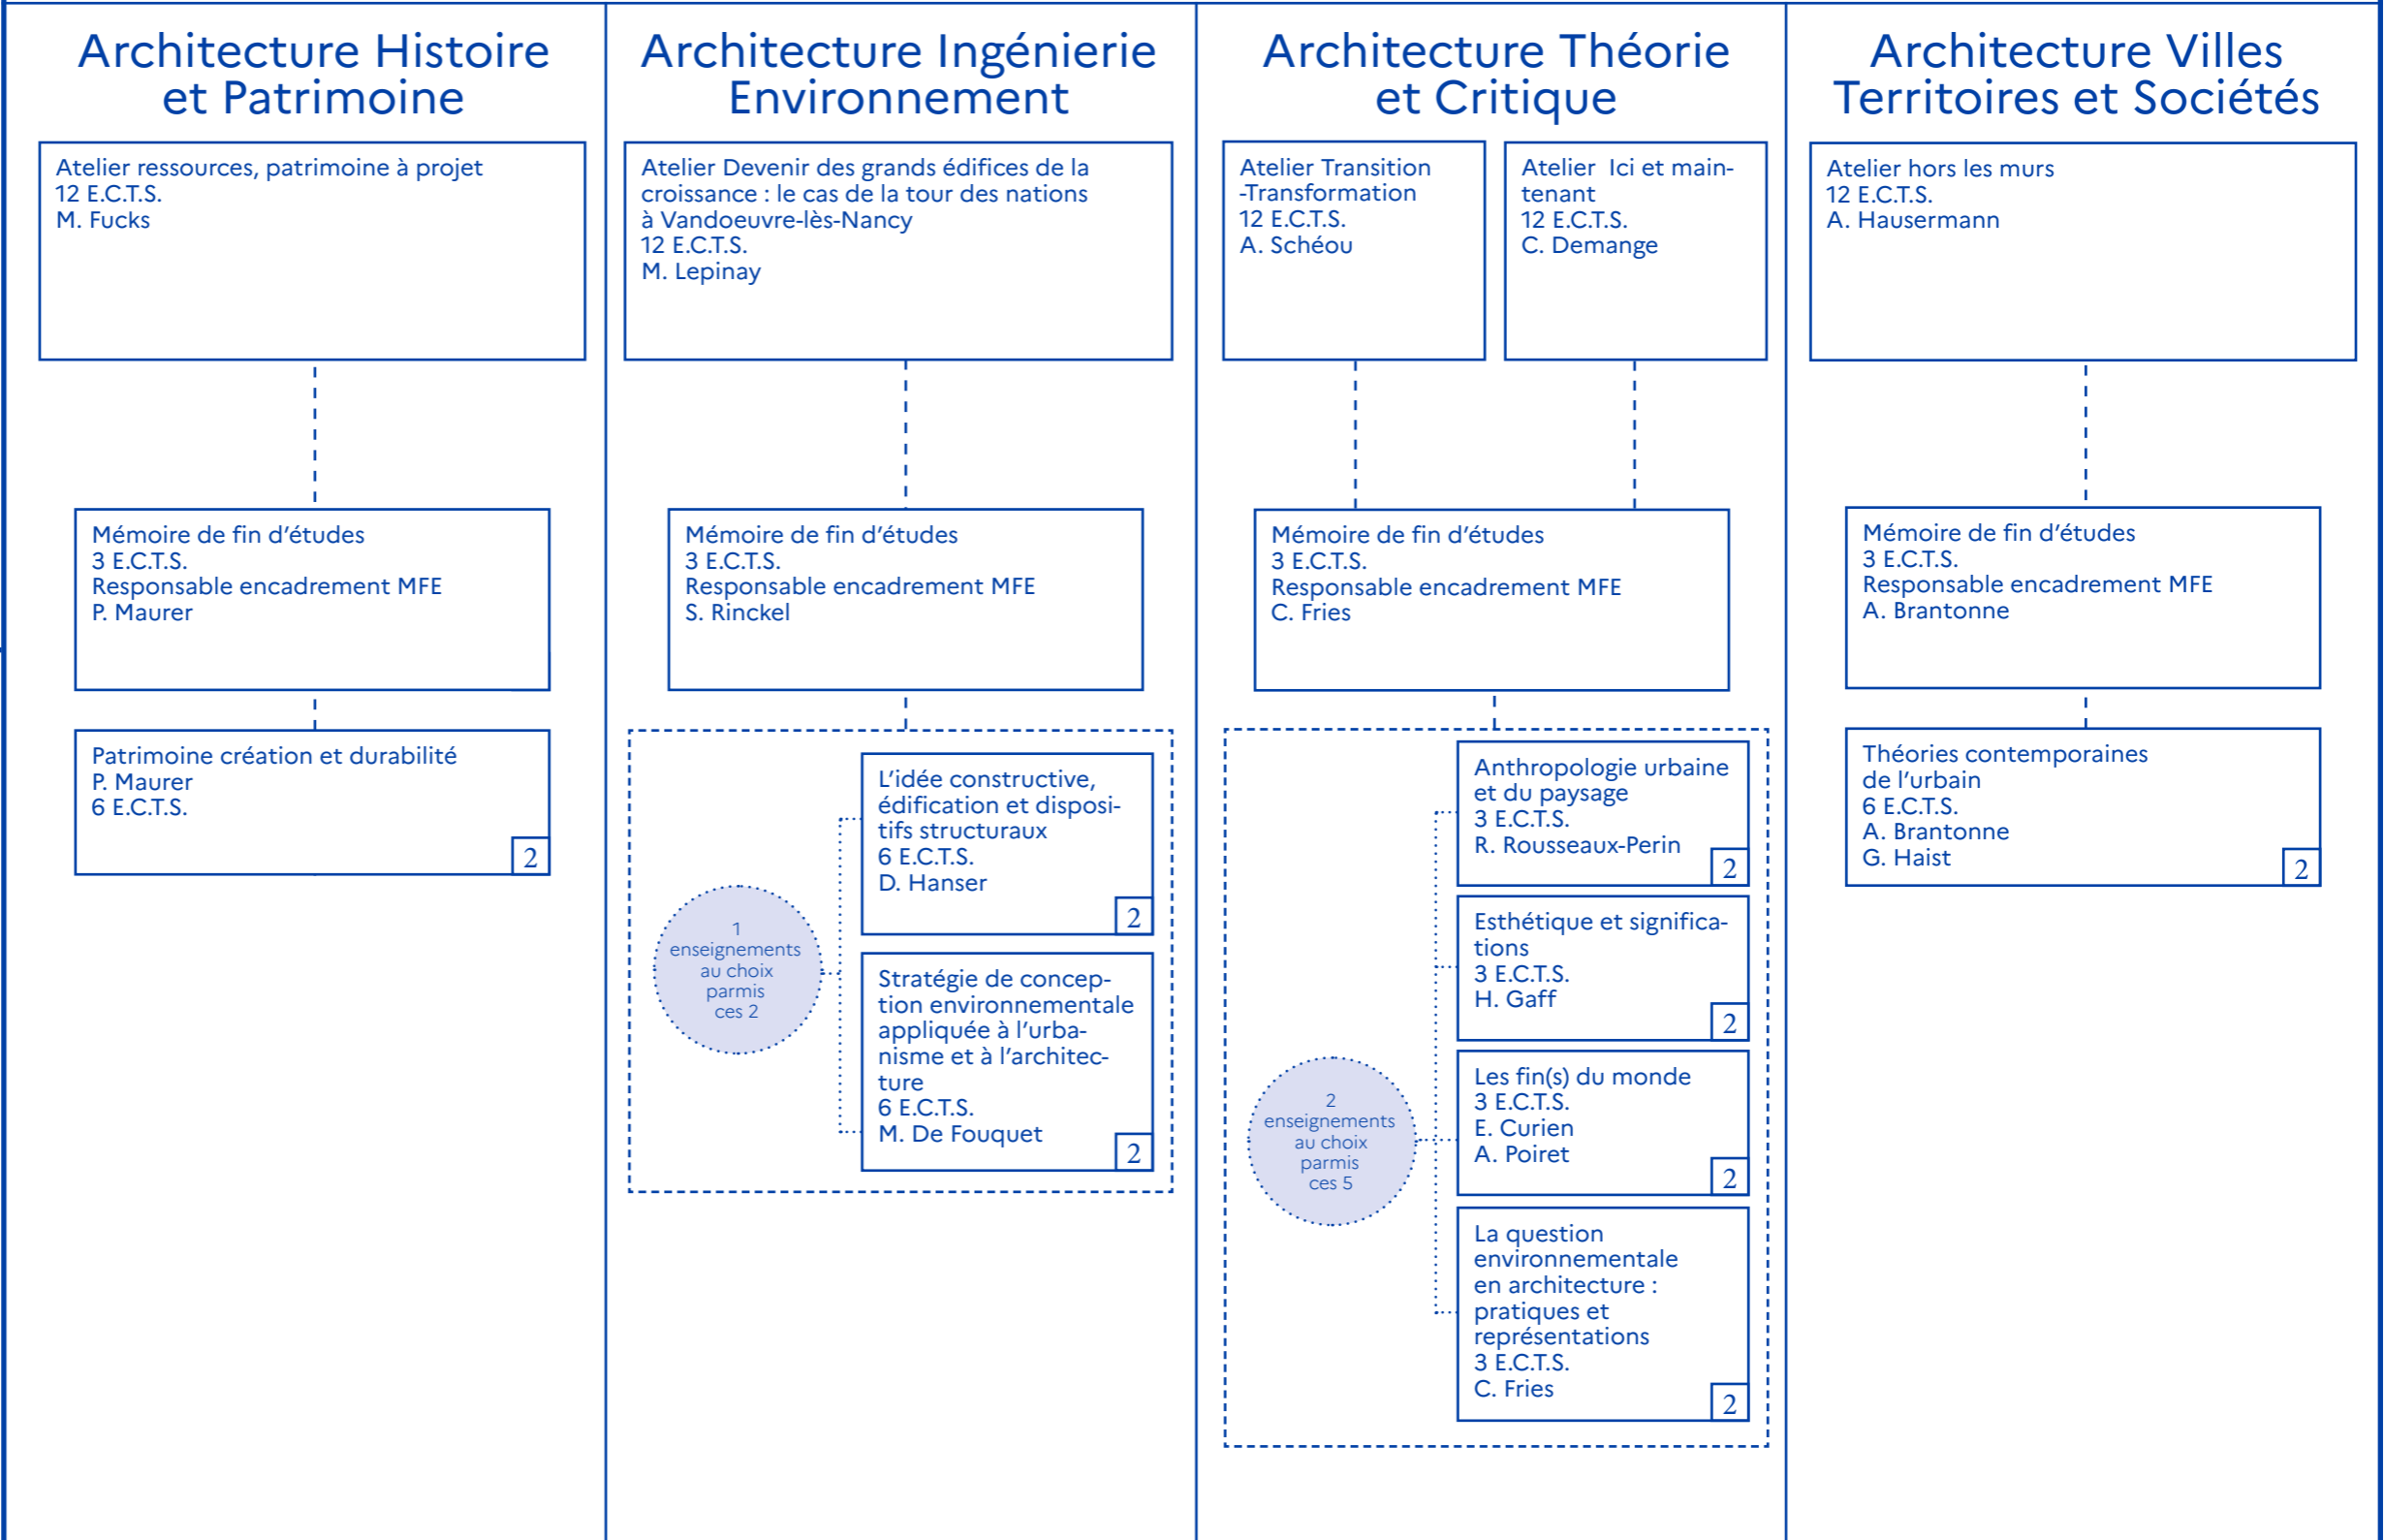 Architecture Histoire
et Patrimoine
Atelier ressources, patrimoine à projet
12 E.C.T.S.
M. Fucks
Mémoire de fin d'études
3 E.C.T.S.
Responsable encadrement MFE
P. Maurer
Patrimoine création et durabilité
P. Maurer
6 E.C.T.S.
2
Architecture Ingénierie
Environnement
Atelier Devenir des grands édifices de la
croissance : le cas de la tour des nations
à Vandoeuvre-lès-Nancy
12 E.C.T.S.
M. Lepinay
Mémoire de fin d'études
3 E.C.T.S.
Responsable encadrement MFE
S. Rinckel
1
enseignements
au choix
parmis
ces 2
L'idée constructive,
édification et disposi-
tifs structuraux
6 E.C.T.S.
D. Hanser
2
Stratégie de concep-
tion environnementale
appliquée à l'urba-
nisme et à l'architec-
ture
6 E.C.T.S.
M. De Fouquet
2
Architecture Théorie
et Critique
Atelier Transition
-Transformation
12 E.C.T.S.
A. Schéou
Atelier Ici et main-
tenant
12 E.C.T.S.
C. Demange
Mémoire de fin d'études
3 E.C.T.S.
Responsable encadrement MFE
C. Fries
2
enseignements
au choix
parmis
ces 5
Anthropologie urbaine
et du paysage
3 E.C.T.S.
R. Rousseaux-Perin
2
Esthétique et significa-
tions
3 E.C.T.S.
H. Gaff
2
Les fin(s) du monde
3 E.C.T.S.
E. Curien
A. Poiret
2
La question
environnementale
en architecture :
pratiques et
représentations
3 E.C.T.S.
C. Fries
2
Architecture Villes
Territoires et Sociétés
Atelier hors les murs
12 E.C.T.S.
A. Hausermann
Mémoire de fin d'études
3 E.C.T.S.
Responsable encadrement MFE
A. Brantonne
Théories contemporaines
de l'urbain
6 E.C.T.S.
A. Brantonne
G. Haist
2